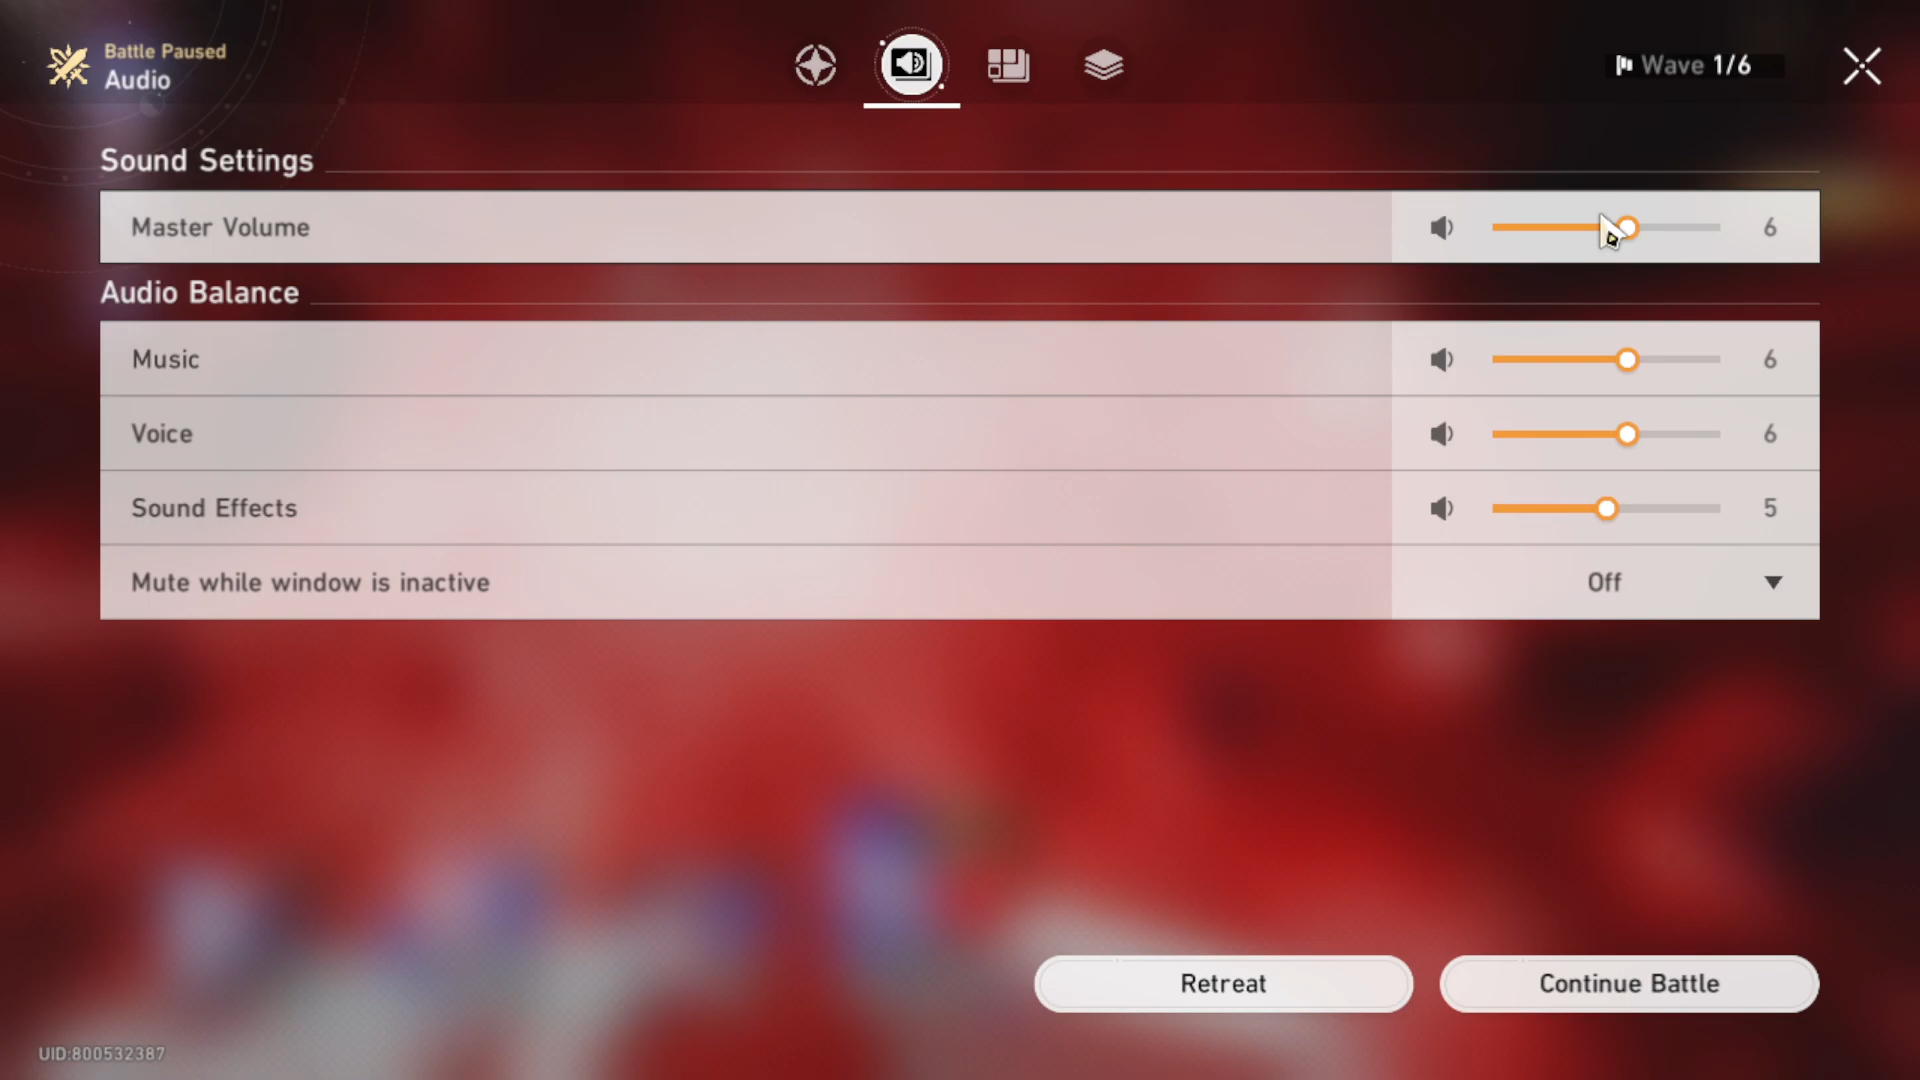 Battle Paused
Audio
Wave 1/6
Sound Settings
Master Volume 6
Audio Balance
Music 6
Voice 6
Sound Effects 5
Mute while window is inactive Off
Retreat Continue Battle
UID:800532387